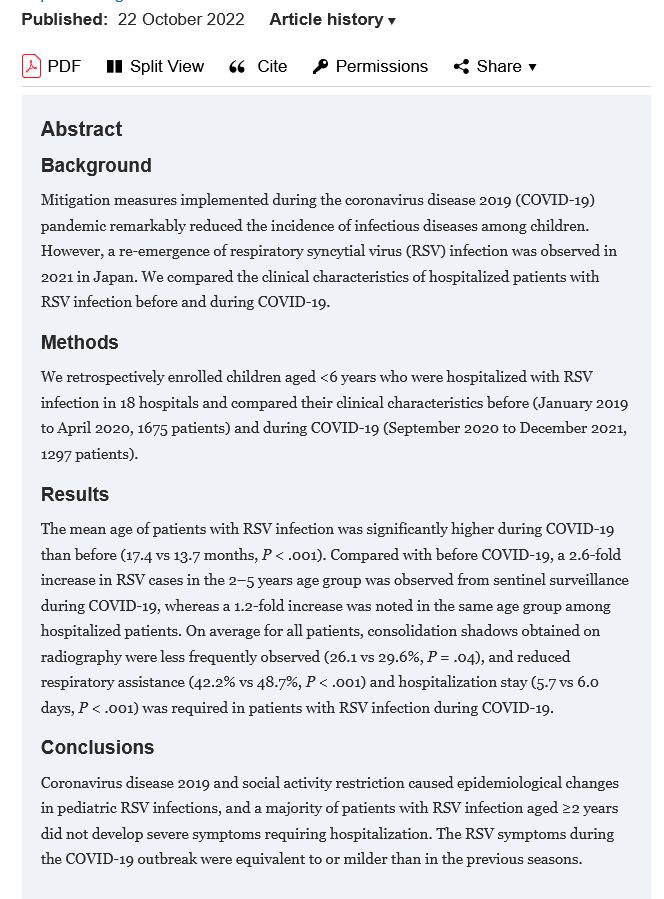 Published: 22 October 2022 Article history ▾
PDF Split View Cite Permissions Share ▾
Abstract
Background
Mitigation measures implemented during the coronavirus disease 2019 (COVID-19)
pandemic remarkably reduced the incidence of infectious diseases among children.
However, a re-emergence of respiratory syncytial virus (RSV) infection was observed in
2021 in Japan. We compared the clinical characteristics of hospitalized patients with
RSV infection before and during COVID-19.
Methods
We retrospectively enrolled children aged <6 years who were hospitalized with RSV
infection in 18 hospitals and compared their clinical characteristics before (January 2019
to April 2020, 1675 patients) and during COVID-19 (September 2020 to December 2021,
1297 patients).
Results
The mean age of patients with RSV infection was significantly higher during COVID-19
than before (17.4 vs 13.7 months, P < .001). Compared with before COVID-19, a 2.6-fold
increase in RSV cases in the 2–5 years age group was observed from sentinel surveillance
during COVID-19, whereas a 1.2-fold increase was noted in the same age group among
hospitalized patients. On average for all patients, consolidation shadows obtained on
radiography were less frequently observed (26.1 vs 29.6%, P = .04), and reduced
respiratory assistance (42.2% vs 48.7%, P < .001) and hospitalization stay (5.7 vs 6.0
days, P < .001) was required in patients with RSV infection during COVID-19.
Conclusions
Coronavirus disease 2019 and social activity restriction caused epidemiological changes
in pediatric RSV infections, and a majority of patients with RSV infection aged ≥2 years
did not develop severe symptoms requiring hospitalization. The RSV symptoms during
the COVID-19 outbreak were equivalent to or milder than in the previous seasons.